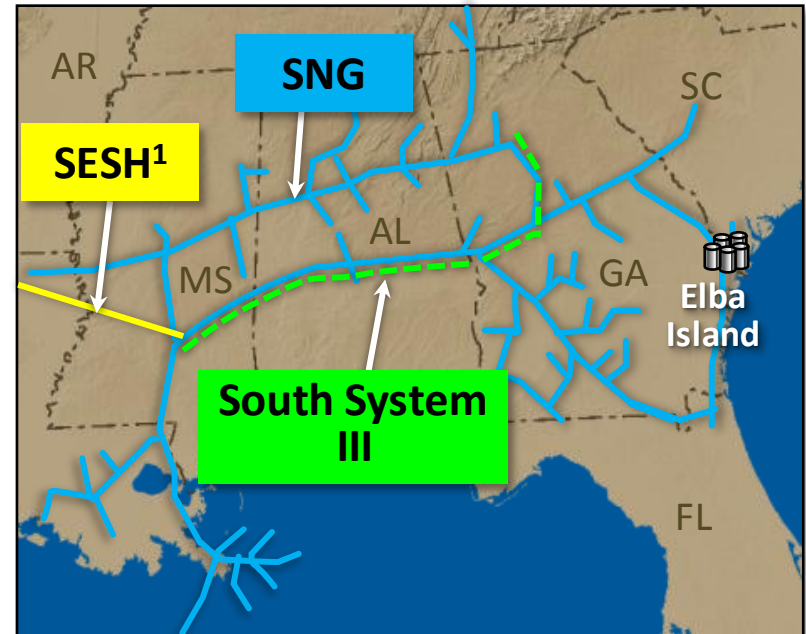 AR
SNG
SC
SESH¹
AL
MS
GA
Elba
Island
South System
III
FL